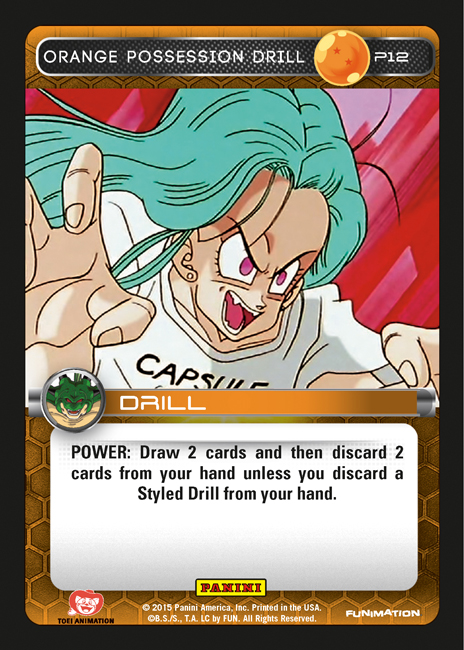 ORANGE POSSESSION DRILL P12
CAPSULE
DRILL
POWER: Draw 2 cards and then discard 2
cards from your hand unless you discard a
Styled Drill from your hand.
PANINI
TOEI ANIMATION
© 2015 Panini America, Inc. Printed in the USA.
©B.S./S., T.A. LC by FUN. All Rights Reserved.
FUNIMATION